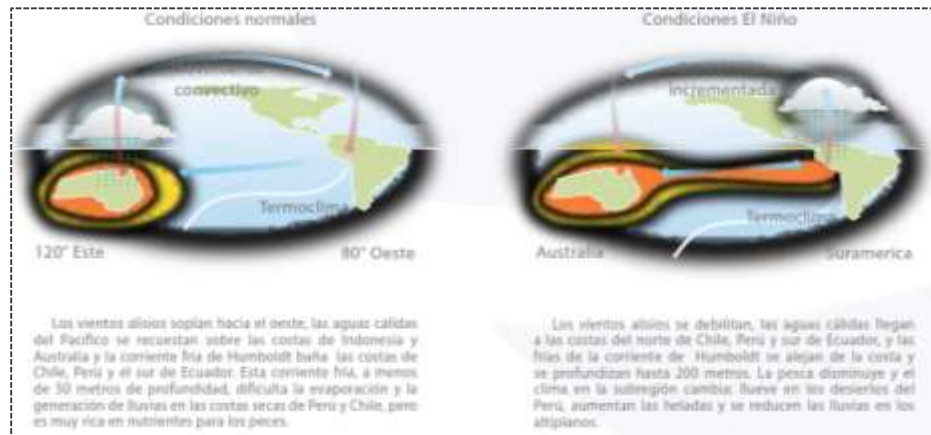 Condiciones normales
convectivo
Termoclima
120° Este
80° Oeste
Los vientos alisios soplan hacia el oeste, las aguas cálidas
del Pacífico se recuestan sobre las costas de Indonesia y
Australia y la corriente fría de Humboldt baña las costas de
Chile, Perú y el sur de Ecuador. Esta corriente fría, a menos
de 50 metros de profundidad, dificulta la evaporación y la
generación de lluvias en las costas secas de Perú y Chile, pero
es muy rica en nutrientes para los peces.
Condiciones El Niño
incrementada
Termoclima
Australia
Suramerica
Los vientos alisios se debilitan, las aguas cálidas llegan
a las costas del norte de Chile, Perú y sur de Ecuador, y las
frías de la corriente de Humboldt se alejan de la costa y
se profundizan hasta 200 metros. La pesca disminuye y el
clima en la subregión cambia; llueve en los desiertos del
Perú, aumentan las heladas y se reducen las lluvias en los
altiplanos.